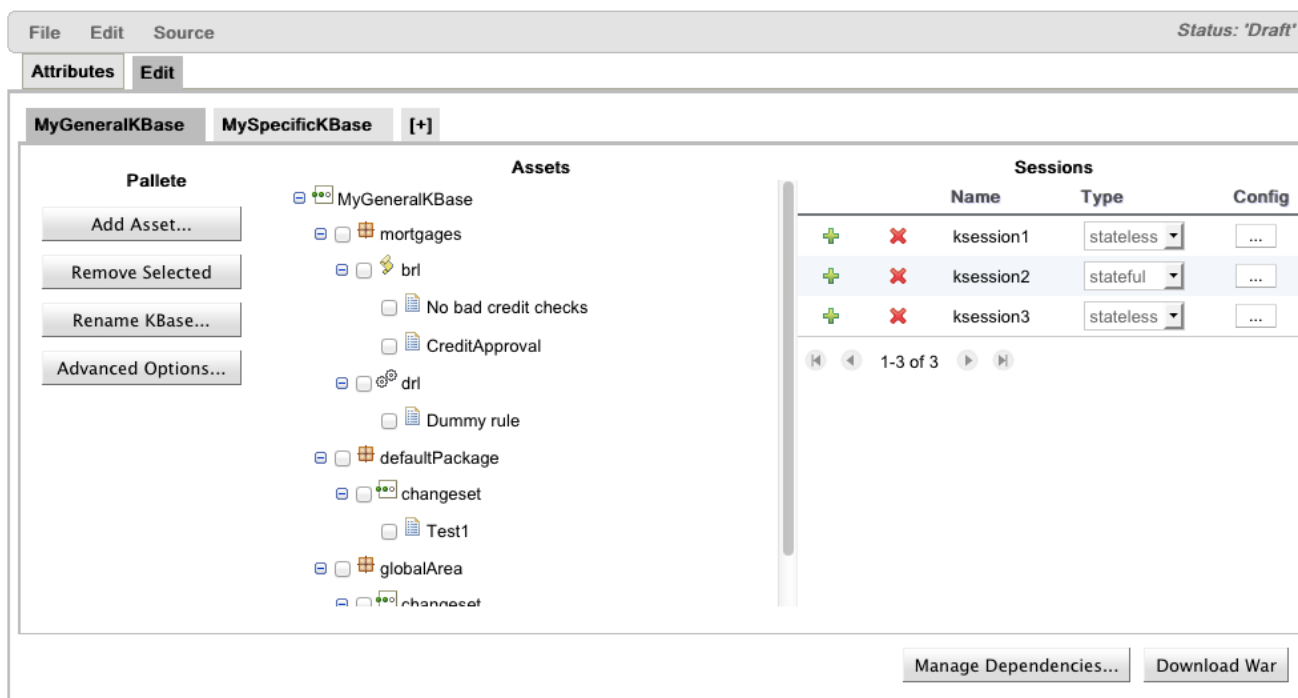 File Edit Source Status: 'Draft'
Attributes Edit
MyGeneralKBase MySpecificKBase [+]
Pallete
Add Asset...
Remove Selected
Rename KBase...
Advanced Options...
Assets
MyGeneralKBase
mortgages
brl
No bad credit checks
CreditApproval
drl
Dummy rule
defaultPackage
changeset
Test1
globalArea
changeset
Sessions
Name Type Config
ksession1 stateless ...
ksession2 stateful ...
ksession3 stateless ...
1-3 of 3
Manage Dependencies... Download War